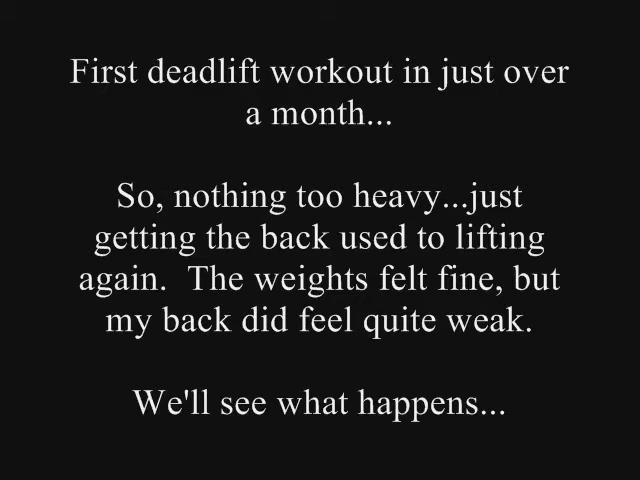 First deadlift workout in just over
a month...
So, nothing too heavy...just
getting the back used to lifting
again.  The weights felt fine, but
my back did feel quite weak.
We'll see what happens...